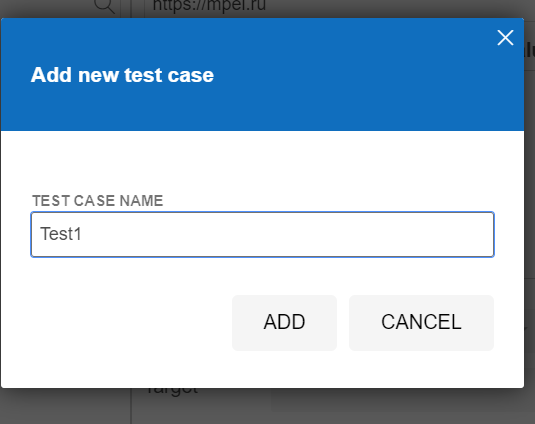 https://mpei.ru
Add new test case
TEST CASE NAME
Test1
ADD CANCEL
Target